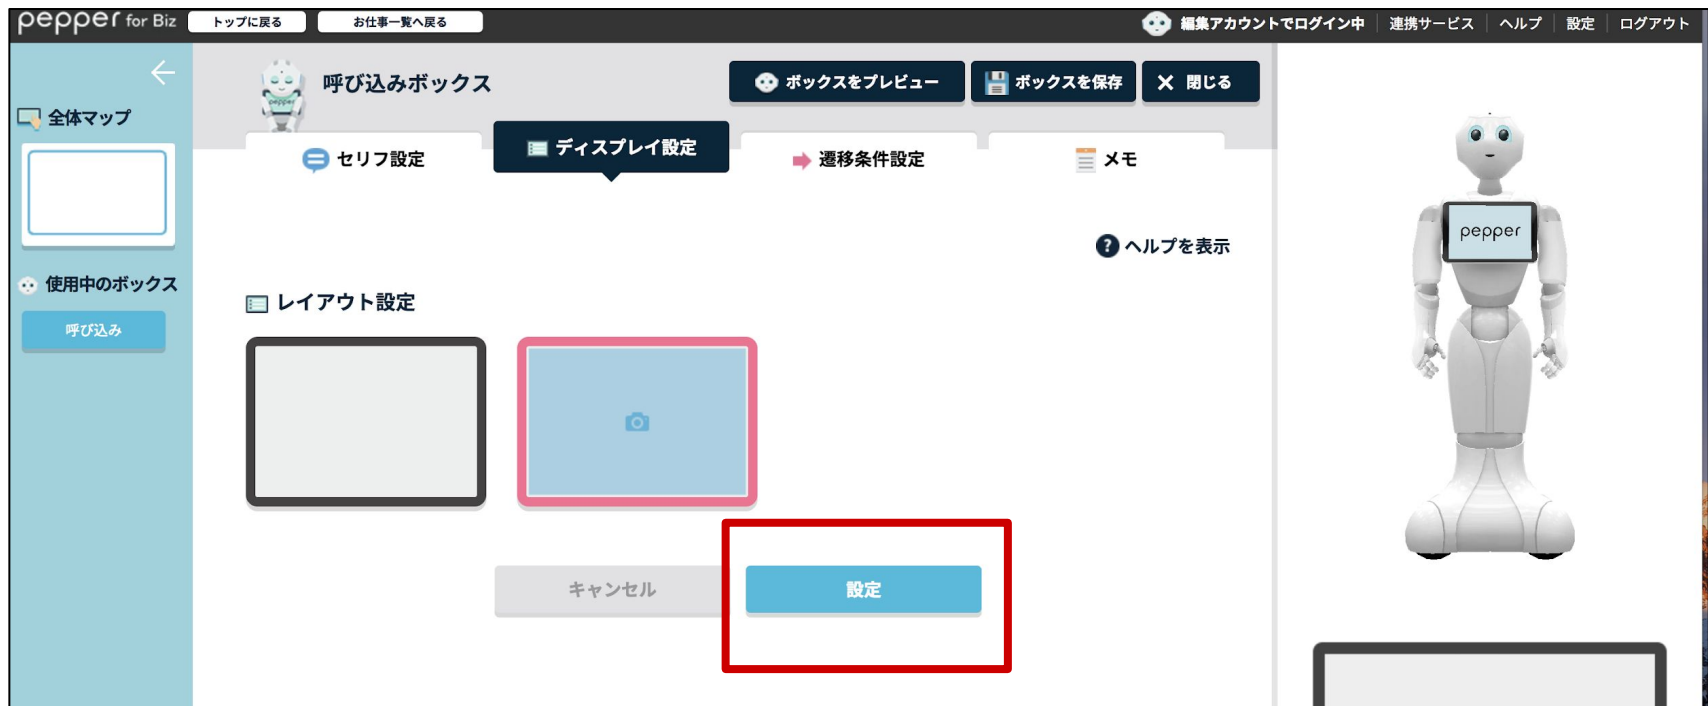 pepper for Biz トップに戻る お仕事一覧へ戻る 編集アカウントでログイン中 連携サービス ヘルプ 設定 ログアウト
全体マップ
使用中のボックス
呼び込み
pepper
呼び込みボックス
ボックスをプレビュー ボックスを保存 × 閉じる
セリフ設定 ディスプレイ設定 遷移条件設定 メモ
? ヘルプを表示
レイアウト設定
キャンセル 設定
pepper